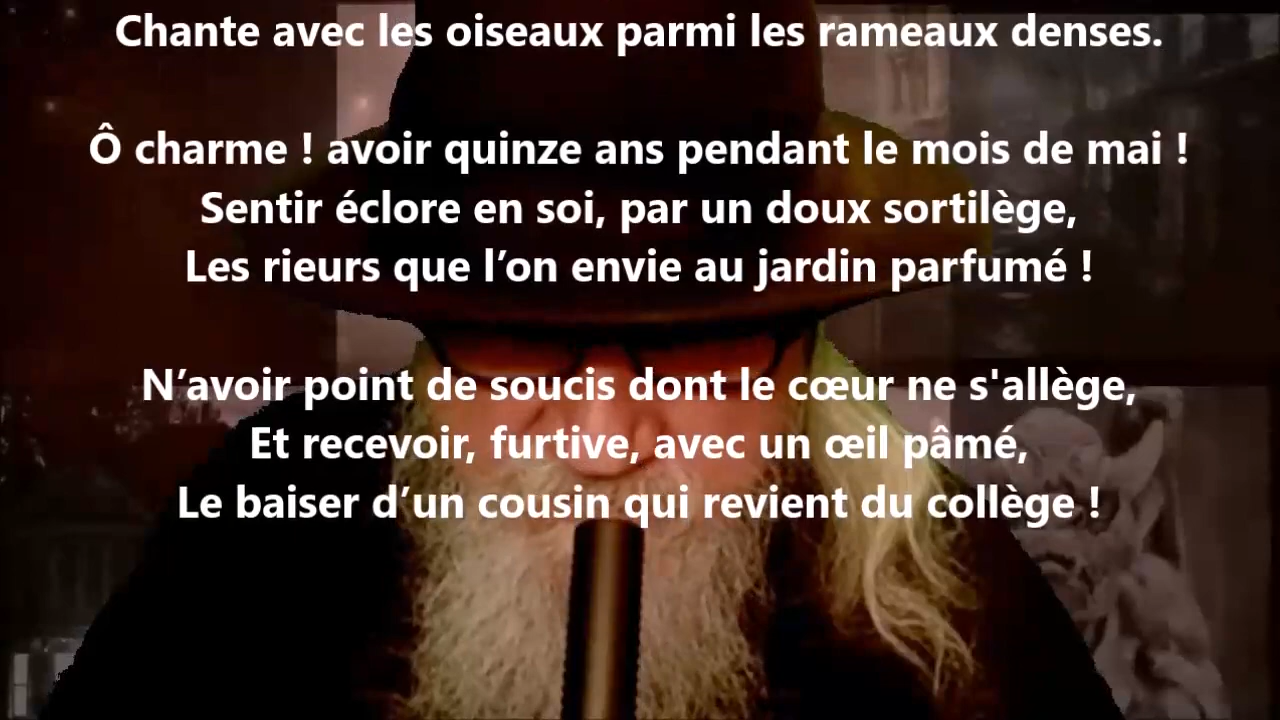 Chante avec les oiseaux parmi les rameaux denses.
Ô charme ! avoir quinze ans pendant le mois de mai !
Sentir éclore en soi, par un doux sortilège,
Les rieurs que l’on envie au jardin parfumé !
N’avoir point de soucis dont le cœur ne s'allège,
Et recevoir, furtive, avec un œil pâmé,
Le baiser d’un cousin qui revient du collège !